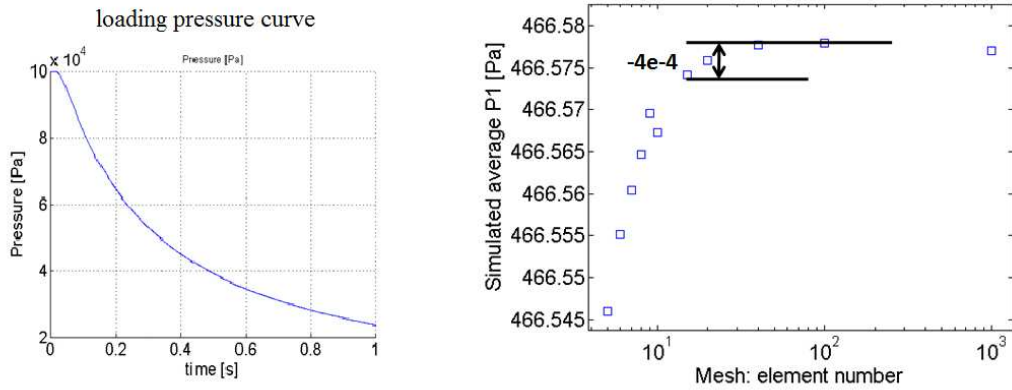 loading pressure curve
Pressure [Pa]
x 10^4
10
8
6
4
2
Pressure [Pa]
0 0.2 0.4 0.6 0.8 1
time [s]
466.58
466.575
466.57
466.565
466.56
466.555
466.55
466.545
Simulated average P1 [Pa]
-4e-4
10^1 10^2 10^3
Mesh: element number